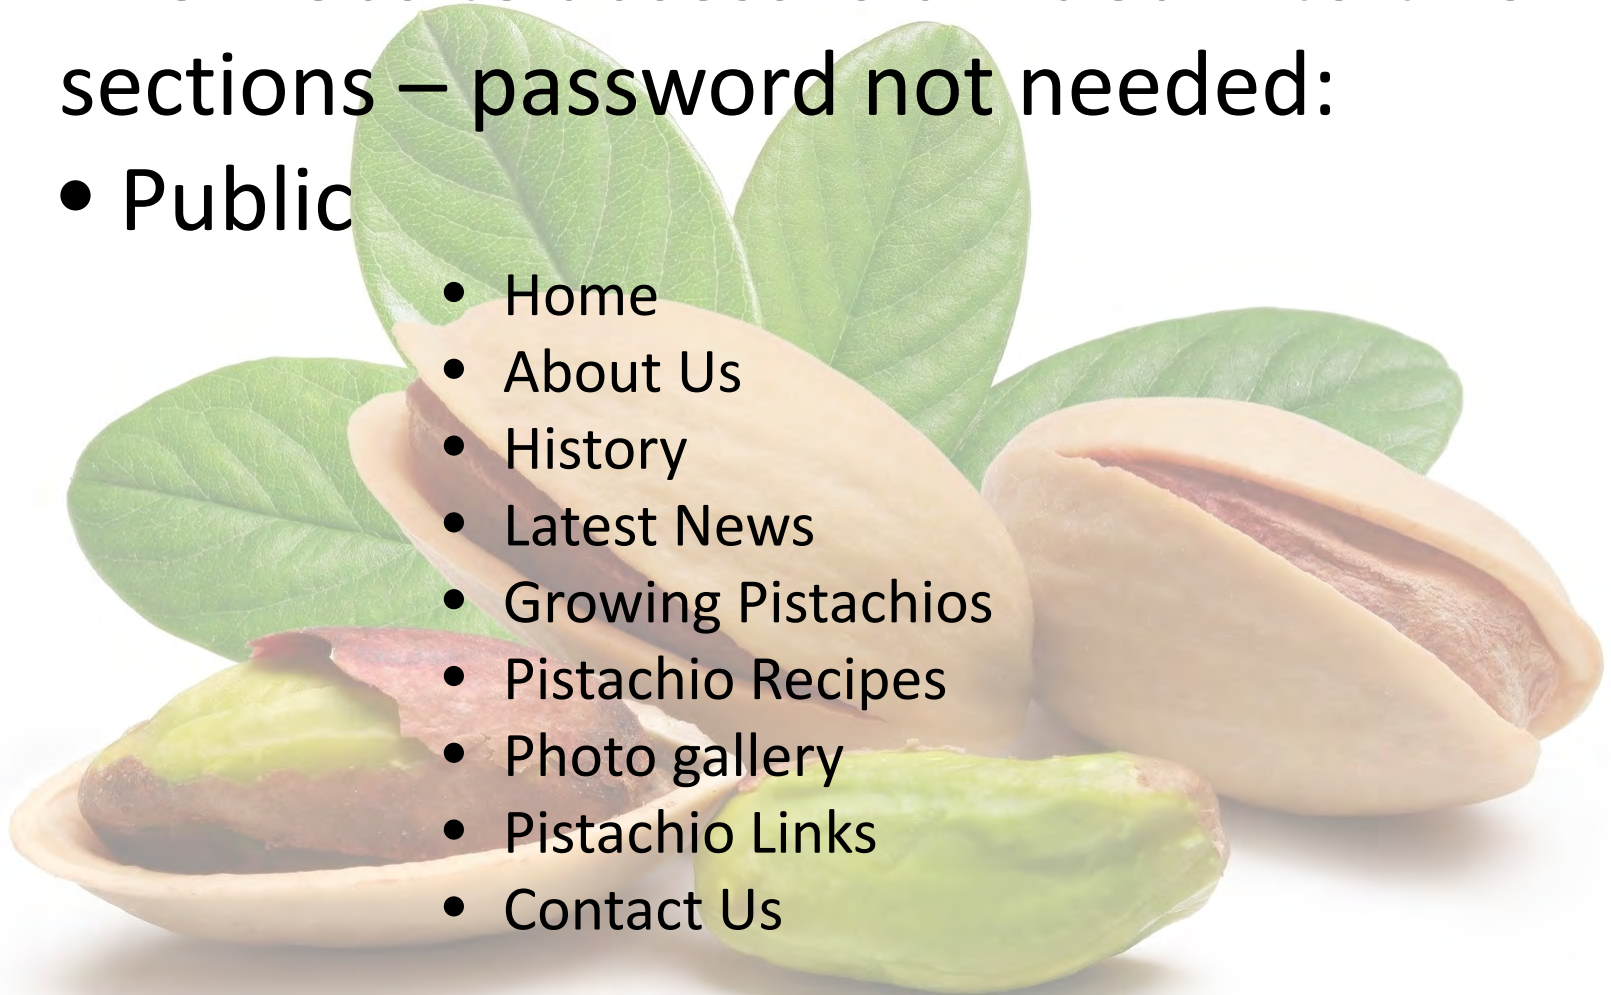 sections – password not needed:
• Public
• Home
• About Us
• History
• Latest News
• Growing Pistachios
• Pistachio Recipes
• Photo gallery
• Pistachio Links
• Contact Us